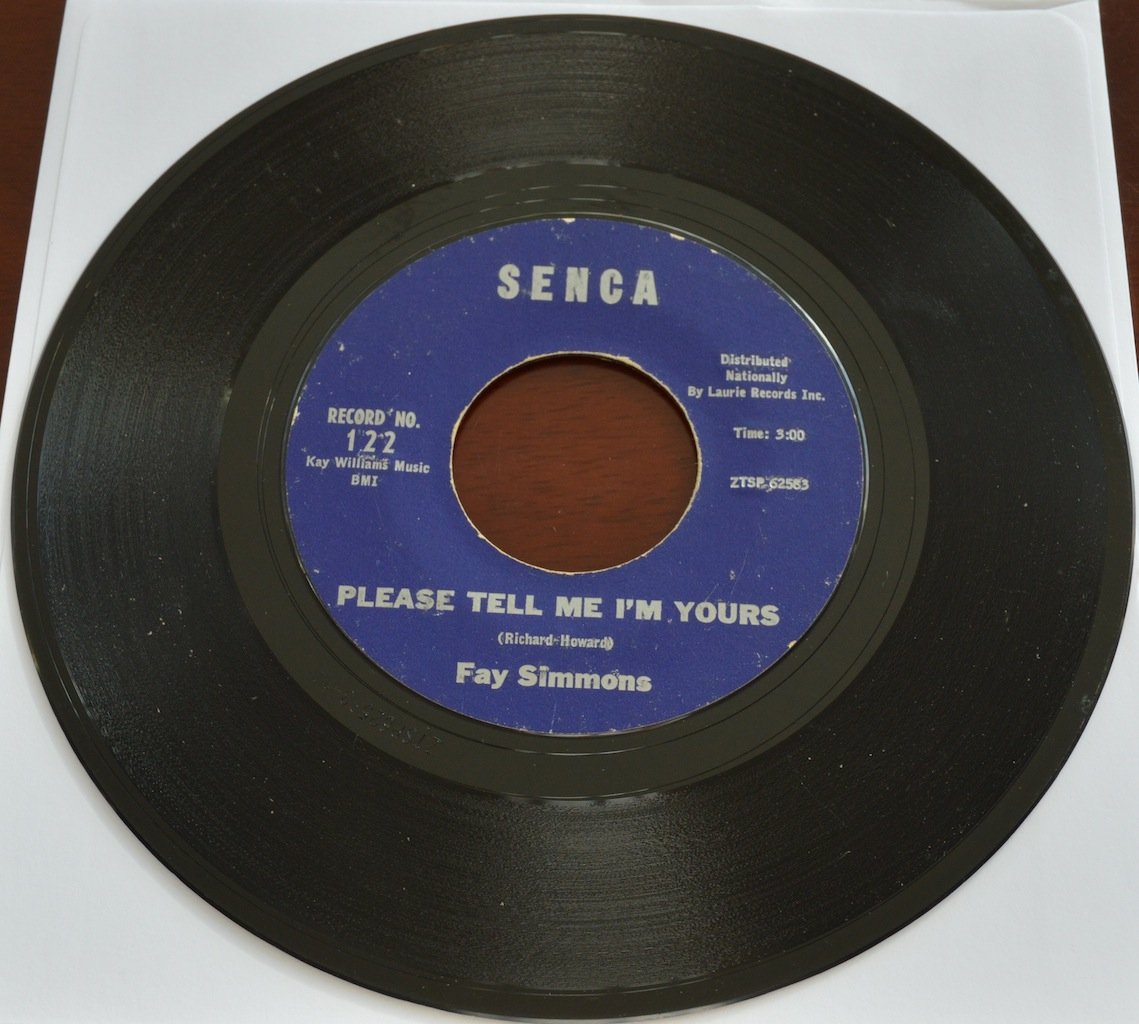 SENCA
Distributed
Nationally
By Laurie Records Inc.
Time: 3:00
ZTSP 62583
RECORD NO.
122
Kay Williams Music
BMI
PLEASE TELL ME I'M YOURS
(Richard-Howard)
Fay Simmons